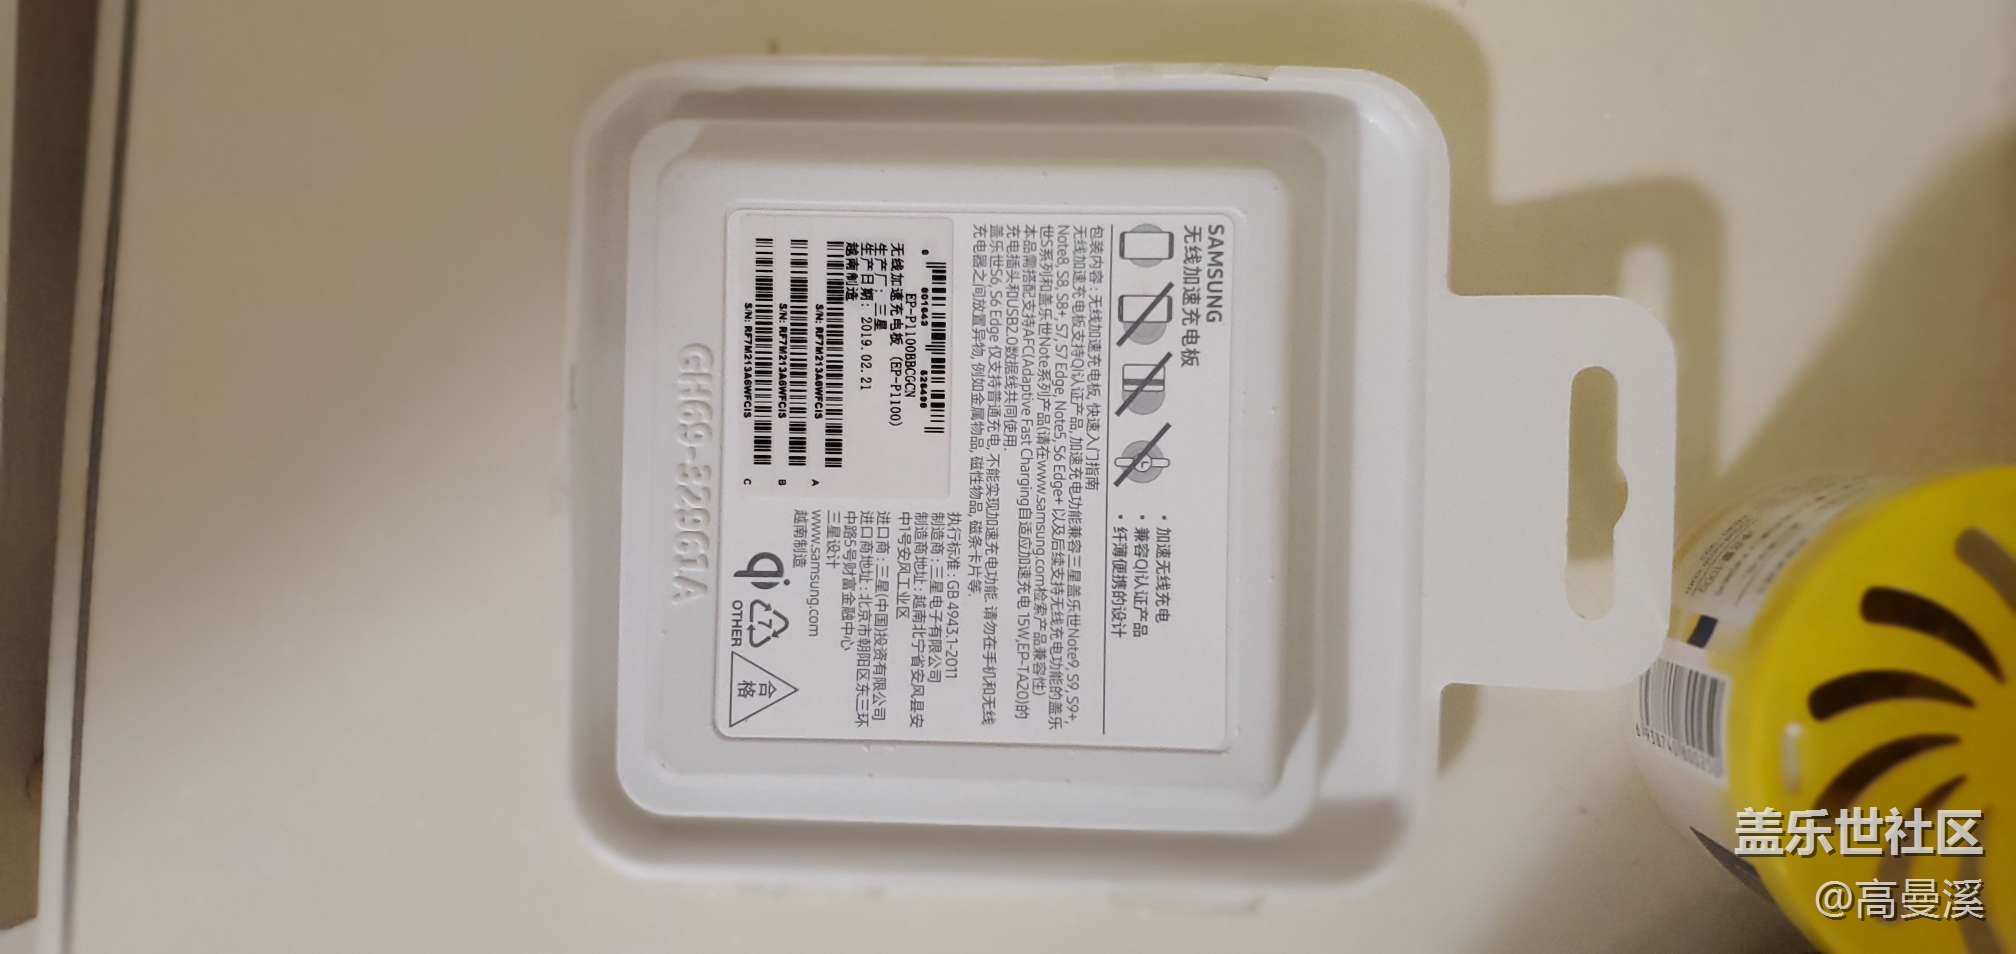 SAMSUNG
无线加速充电板
· 加速无线充电
· 兼容QI认证产品
· 纤薄便携的设计
包装内容 : 无线加速充电板, 快速入门指南
无线加速充电板支持QI认证产品, 加速充电功能兼容三星盖乐世Note9, S9, S9+,
Note8, S8, S8+, S7, S7 Edge, Note5, S6 Edge+ 以及后续支持无线充电功能的盖乐
世S系列和盖乐世Note系列产品(请在www.samsung.com检索产品兼容性)
本品需搭配支持AFC(Adaptive Fast Charging自适应加速充电 15W,EP-TA20)的
充电插头和USB2.0数据线共同使用.
盖乐世S6, S6 Edge 仅支持普通充电, 不能实现加速充电功能. 请勿在手机和无线
充电器之间放置异物, 例如金属物品, 磁性物品, 磁条卡片等.
8 801643 626496
EP-P1100BBCGCN
无线加速充电板 (EP-P1100)
生产厂: 三星
生产日期: 2019.02.21
越南制造
S/N: RF7M213A6WFCIS A
S/N: RF7M213A6WFCIS B
S/N: RF7M213A6WFCIS C
执行标准 : GB 4943.1-2011
制造商 : 三星电子有限公司
制造商地址 : 越南北宁省安风县安
中1号安风工业区
进口商 : 三星(中国)投资有限公司
进口商地址 : 北京市朝阳区东三环
中路5号财富金融中心
三星设计
www.samsung.com
越南制造
qi
7
OTHER
合格
GH69-32961A
盖乐世社区
@高曼溪